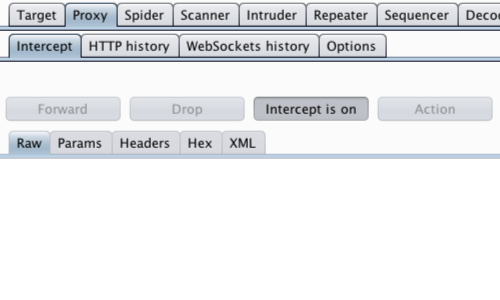 Target Proxy Spider Scanner Intruder Repeater Sequencer Deco
Intercept HTTP history WebSockets history Options
Forward Drop Intercept is on Action
Raw Params Headers Hex XML